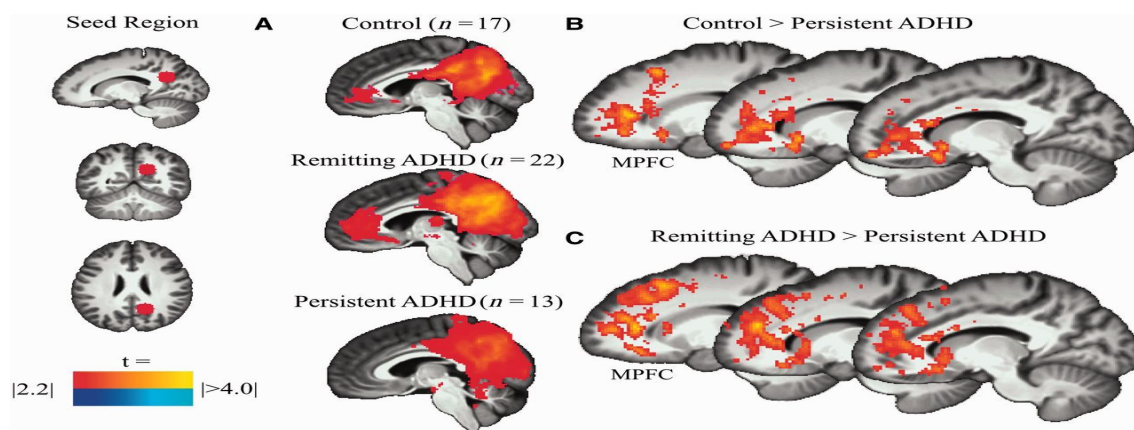 Seed Region
t =
|2.2|
|>4.0|
A
Control (n = 17)
Remitting ADHD (n = 22)
Persistent ADHD (n = 13)
B
Control > Persistent ADHD
MPFC
C
Remitting ADHD > Persistent ADHD
MPFC